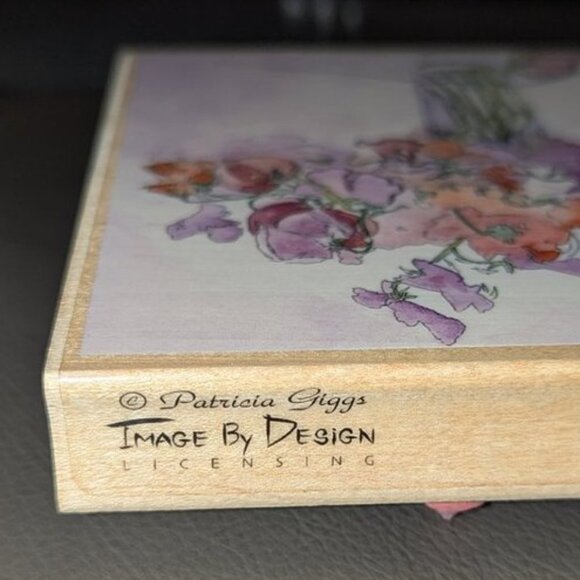 © Patricia Giggs
IMAGE BY DESIGN
LICENSING